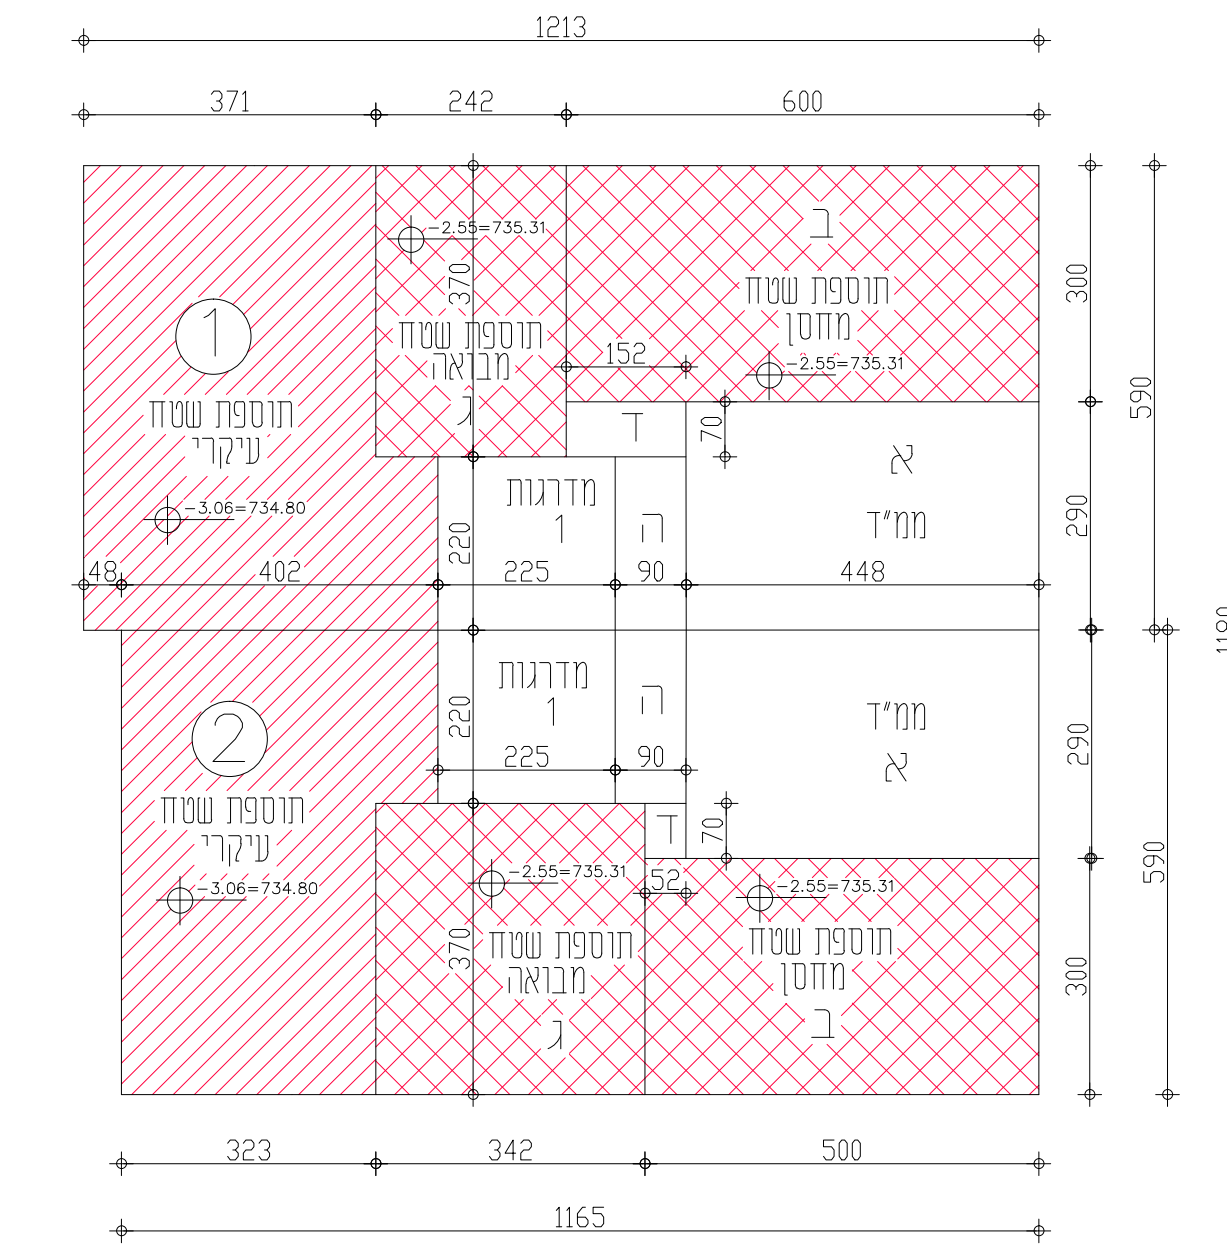 1213
371
242
600
-2.55=735.31
ב
370
300
תוספת שטח
מחסן
1
תוספת שטח
מבואה
152
-2.55=735.31
590
תוספת שטח
עיקרי
ג
ד
70
א
-3.06=734.80
מדרגות
1
220
ה
ממ"ד
290
48
402
225
90
448
1180
מדרגות
1
ה
220
ממ"ד
2
225
90
א
290
תוספת שטח
עיקרי
ד
70
590
-3.06=734.80
-2.55=735.31
52
-2.55=735.31
370
תוספת שטח
מבואה
תוספת שטח
מחסן
300
ג
ב
323
342
500
1165